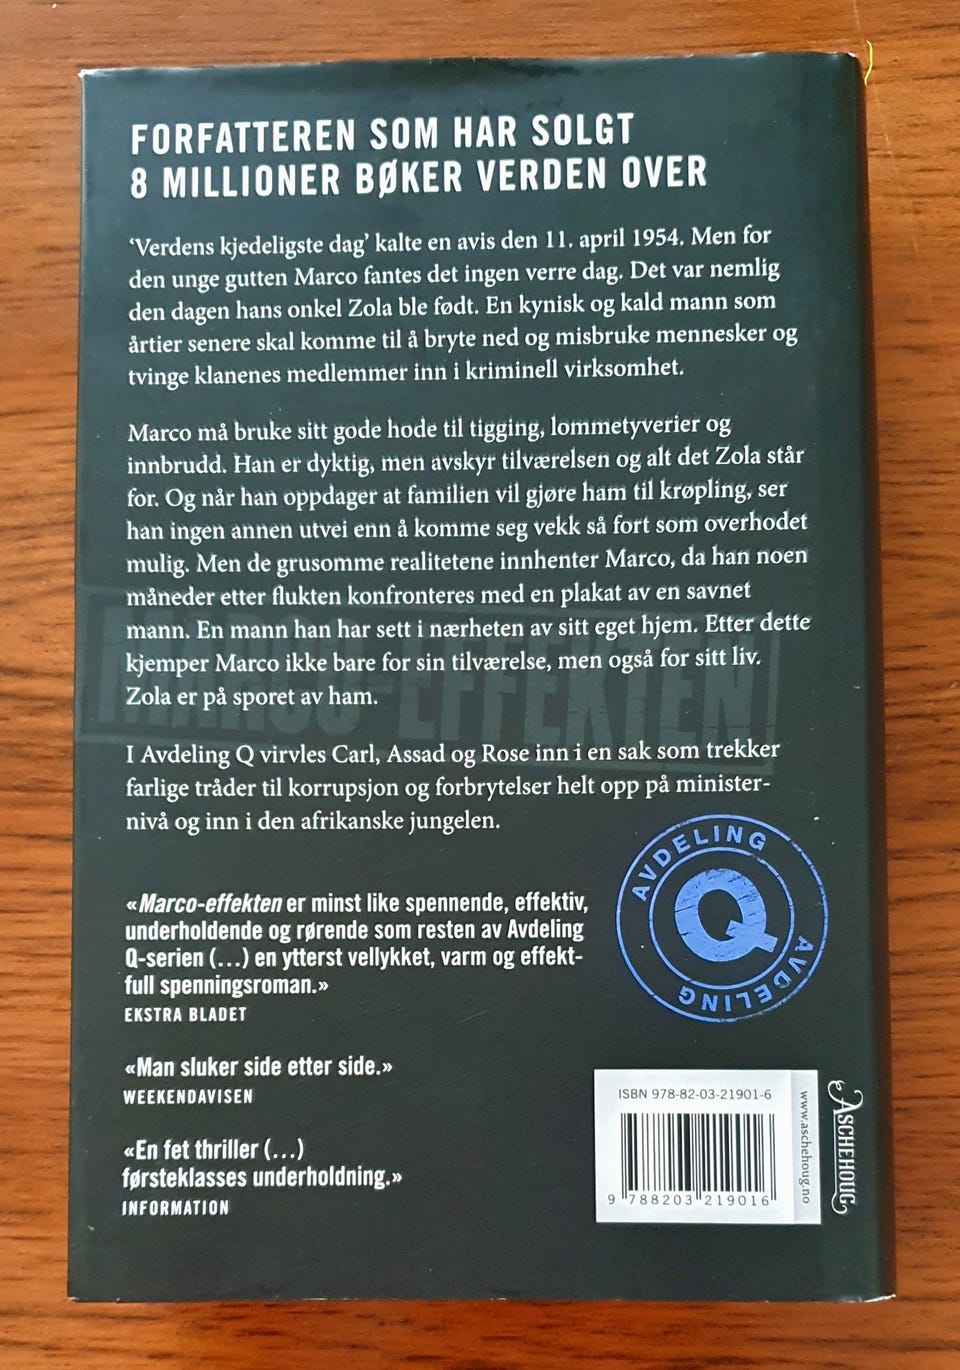 FORFATTEREN SOM HAR SOLGT
8 MILLIONER BØKER VERDEN OVER
‘Verdens kjedeligste dag’ kalte en avis den 11. april 1954. Men for
den unge gutten Marco fantes det ingen verre dag. Det var nemlig
den dagen hans onkel Zola ble født. En kynisk og kald mann som
årtier senere skal komme til å bryte ned og misbruke mennesker og
tvinge klanenes medlemmer inn i kriminell virksomhet.
Marco må bruke sitt gode hode til tigging, lommetyverier og
innbrudd. Han er dyktig, men avskyr tilværelsen og alt det Zola står
for. Og når han oppdager at familien vil gjøre ham til krøpling, ser
han ingen annen utvei enn å komme seg vekk så fort som overhodet
mulig. Men de grusomme realitetene innhenter Marco, da han noen
måneder etter flukten konfronteres med en plakat av en savnet
mann. En mann han har sett i nærheten av sitt eget hjem. Etter dette
kjemper Marco ikke bare for sin tilværelse, men også for sitt liv.
Zola er på sporet av ham.
MARCO-EFFEKTEN
I Avdeling Q virvles Carl, Assad og Rose inn i en sak som trekker
farlige tråder til korrupsjon og forbrytelser helt opp på minister-
nivå og inn i den afrikanske jungelen.
«Marco-effekten er minst like spennende, effektiv,
underholdende og rørende som resten av Avdeling
Q-serien (...) en ytterst vellykket, varm og effekt-
full spenningsroman.»
EKSTRA BLADET
«Man sluker side etter side.»
WEEKENDAVISEN
«En fet thriller (...)
førsteklasses underholdning.»
INFORMATION
AVDELING
Q
AVDELING
ISBN 978-82-03-21901-6
9 788203 219016
www.aschehoug.no
ASCHEHOUG